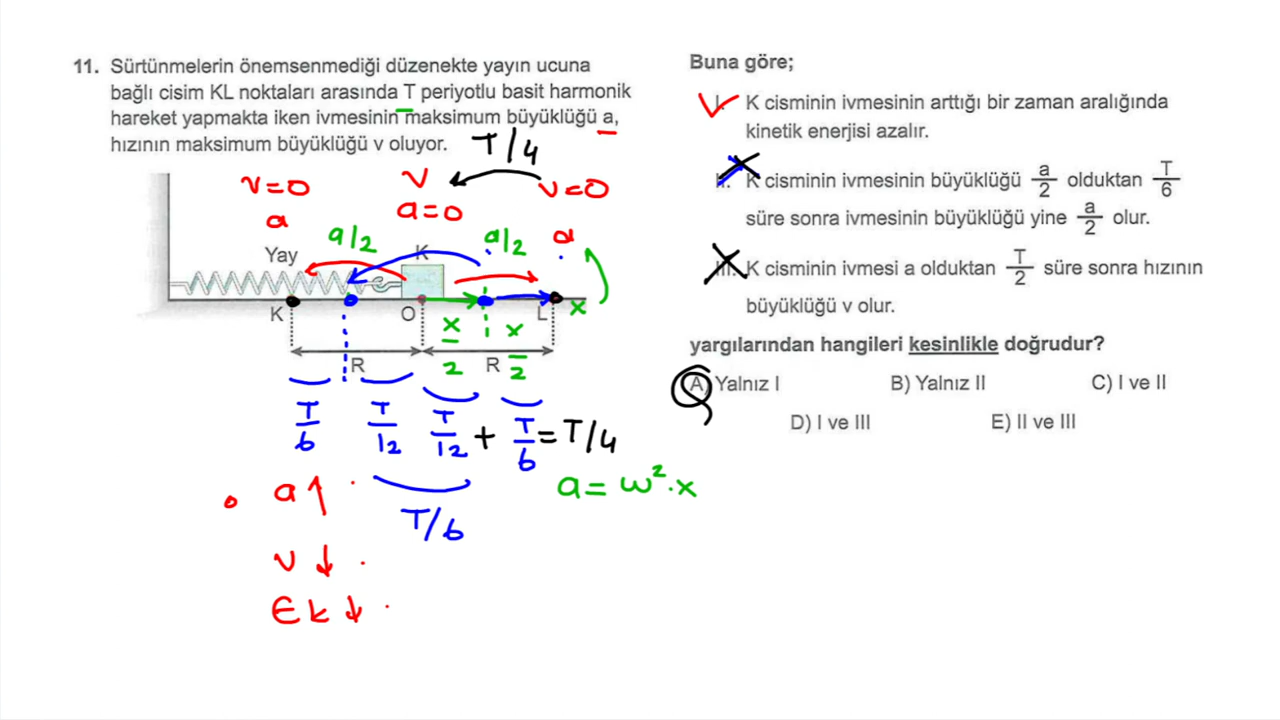 11. Sürtünmelerin önemsenmediği düzenekte yayın ucuna
bağlı cisim KL noktaları arasında T periyotlu basit harmonik
hareket yapmakta iken ivmesinin maksimum büyüklüğü a,
hızının maksimum büyüklüğü v oluyor.
T/4
v=0
v
v=0
a
a=0
a
a/2
a/2
Yay
K
K
O
L
x
x/2
x/2
R
R
T/6
T/12
T/12 + T/6 = T/4
T/6
a = ω².x
a ↑
v ↓
Ek ↓
Buna göre;
I. K cisminin ivmesinin arttığı bir zaman aralığında
kinetik enerjisi azalır.
II. K cisminin ivmesinin büyüklüğü a/2 olduktan T/6
süre sonra ivmesinin büyüklüğü yine a/2 olur.
III. K cisminin ivmesi a olduktan T/2 süre sonra hızının
büyüklüğü v olur.
yargılarından hangileri kesinlikle doğrudur?
A) Yalnız I
B) Yalnız II
C) I ve II
D) I ve III
E) II ve III